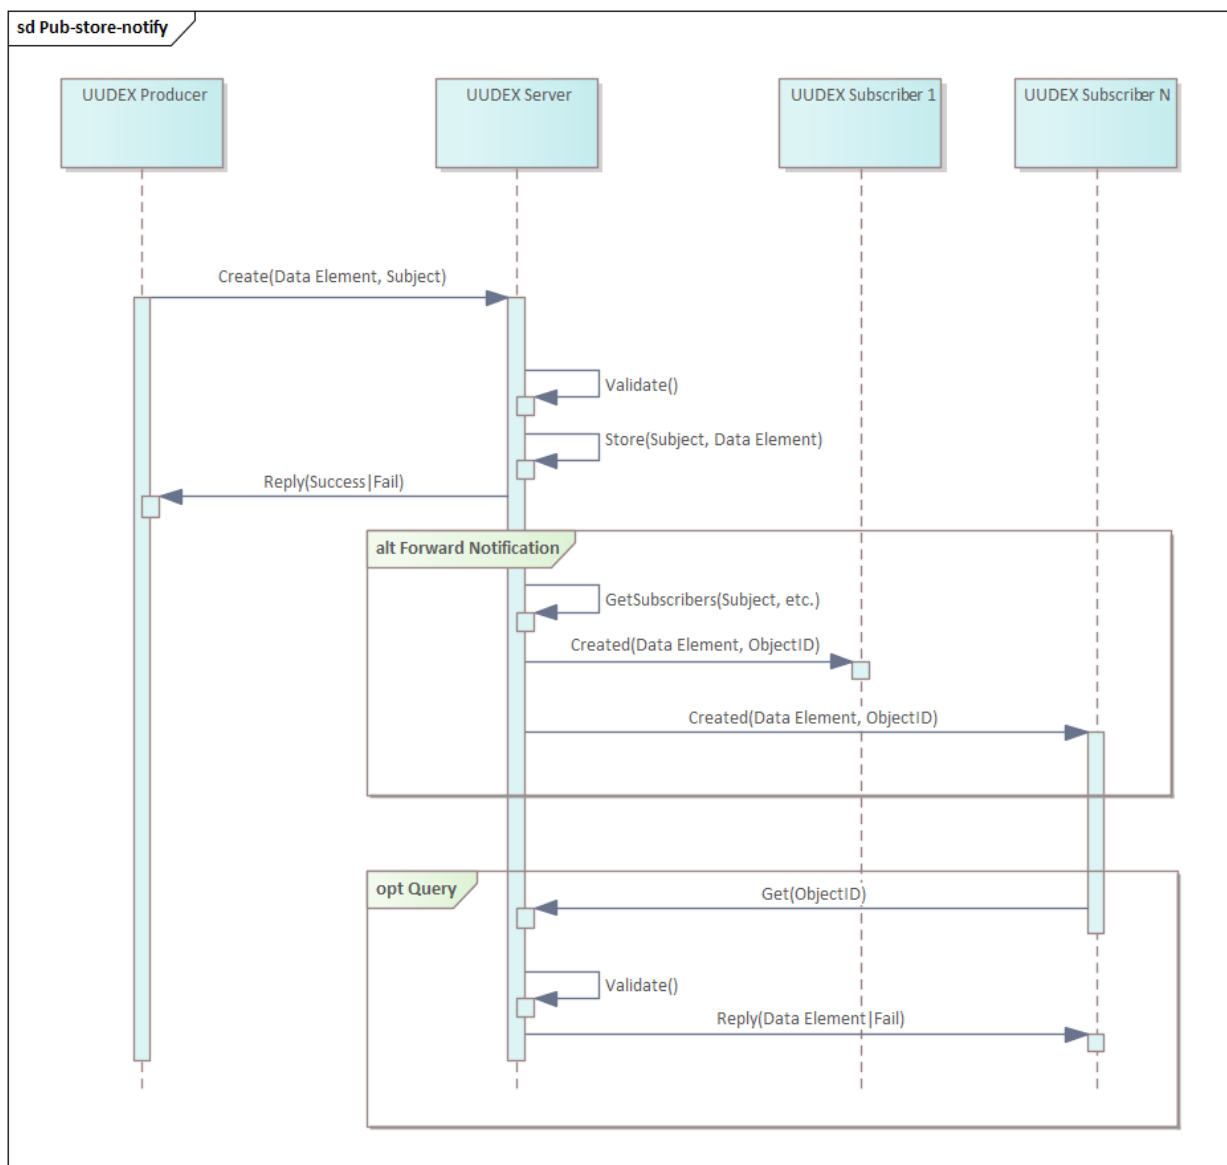 sd Pub-store-notify
UUDEX Producer
UUDEX Server
UUDEX Subscriber 1
UUDEX Subscriber N
Create(Data Element, Subject)
Validate()
Store(Subject, Data Element)
Reply(Success|Fail)
alt Forward Notification
GetSubscribers(Subject, etc.)
Created(Data Element, ObjectID)
Created(Data Element, ObjectID)
opt Query
Get(ObjectID)
Validate()
Reply(Data Element|Fail)